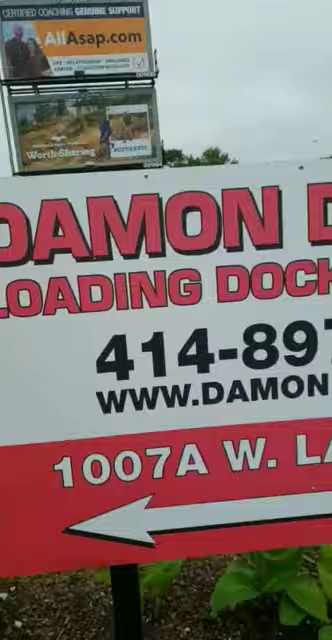 CERTIFIED COACHING GENUINE SUPPORT
AllAsap.com
Worth Sharing
DAMON D
LOADING DOCK
414-897
WWW.DAMON
1007A W. LA